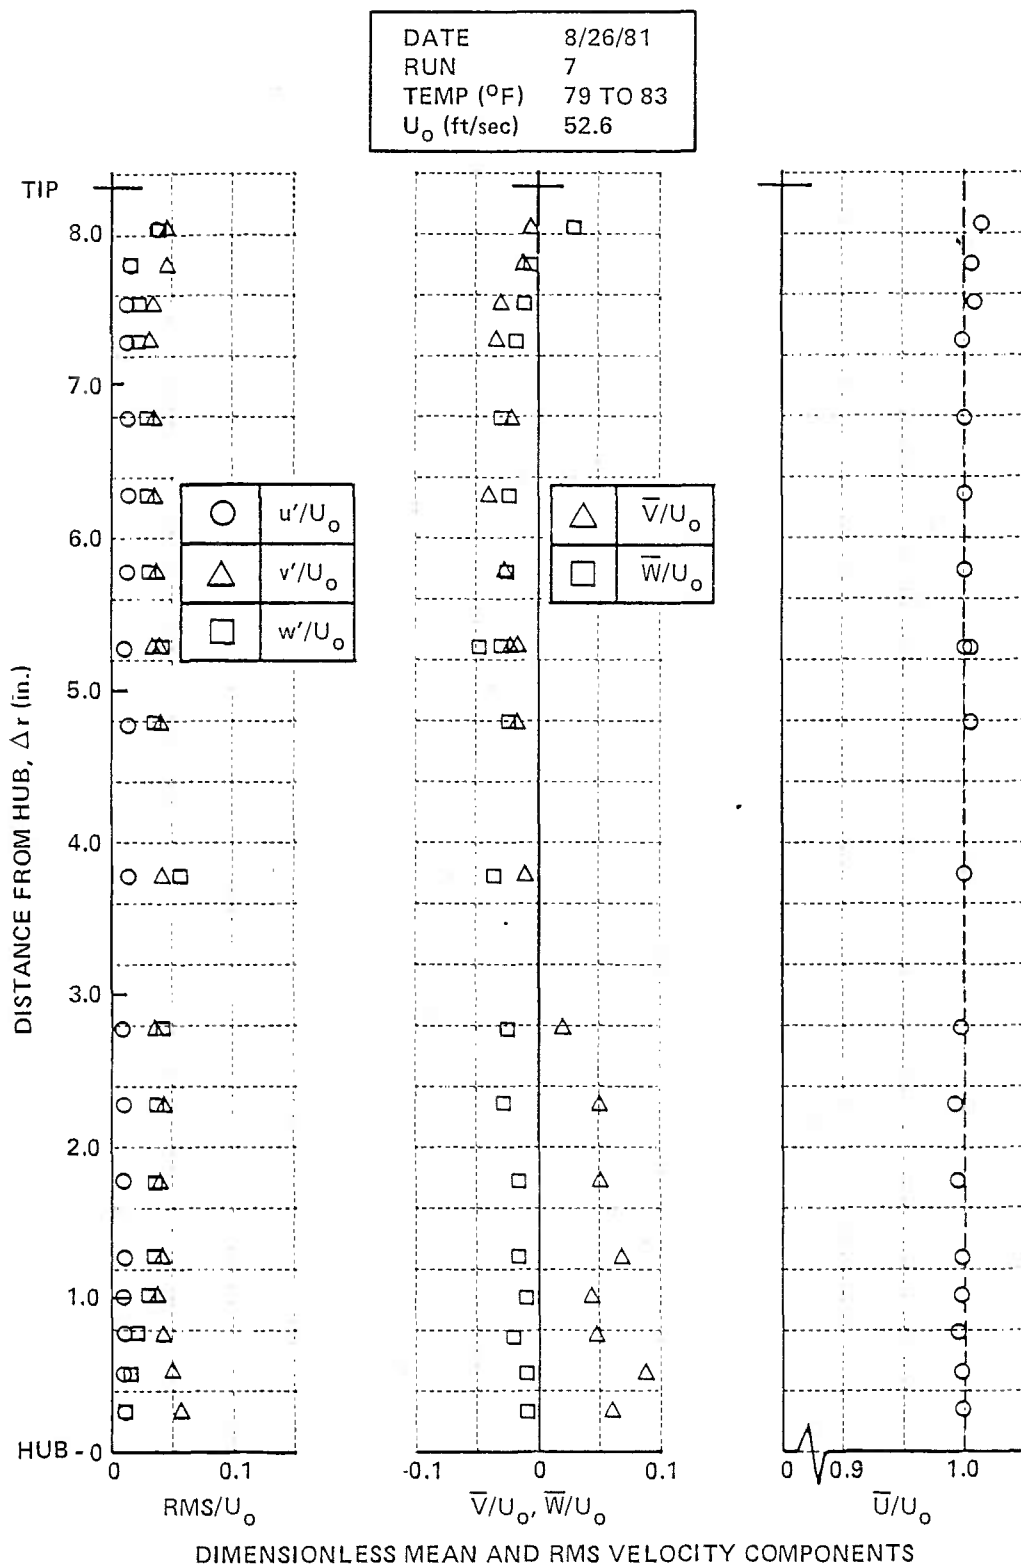 DATE 8/26/81
RUN 7
TEMP (°F) 79 TO 83
U₀ (ft/sec) 52.6
TIP
8.0
7.0
6.0
5.0
4.0
3.0
2.0
1.0
HUB - 0
DISTANCE FROM HUB, Δr (in.)
u'/U₀
v'/U₀
w'/U₀
V̅/U₀
W̅/U₀
0 0.1
-0.1 0 0.1
0 0.9 1.0
RMS/U₀
V̅/U₀, W̅/U₀
U̅/U₀
DIMENSIONLESS MEAN AND RMS VELOCITY COMPONENTS